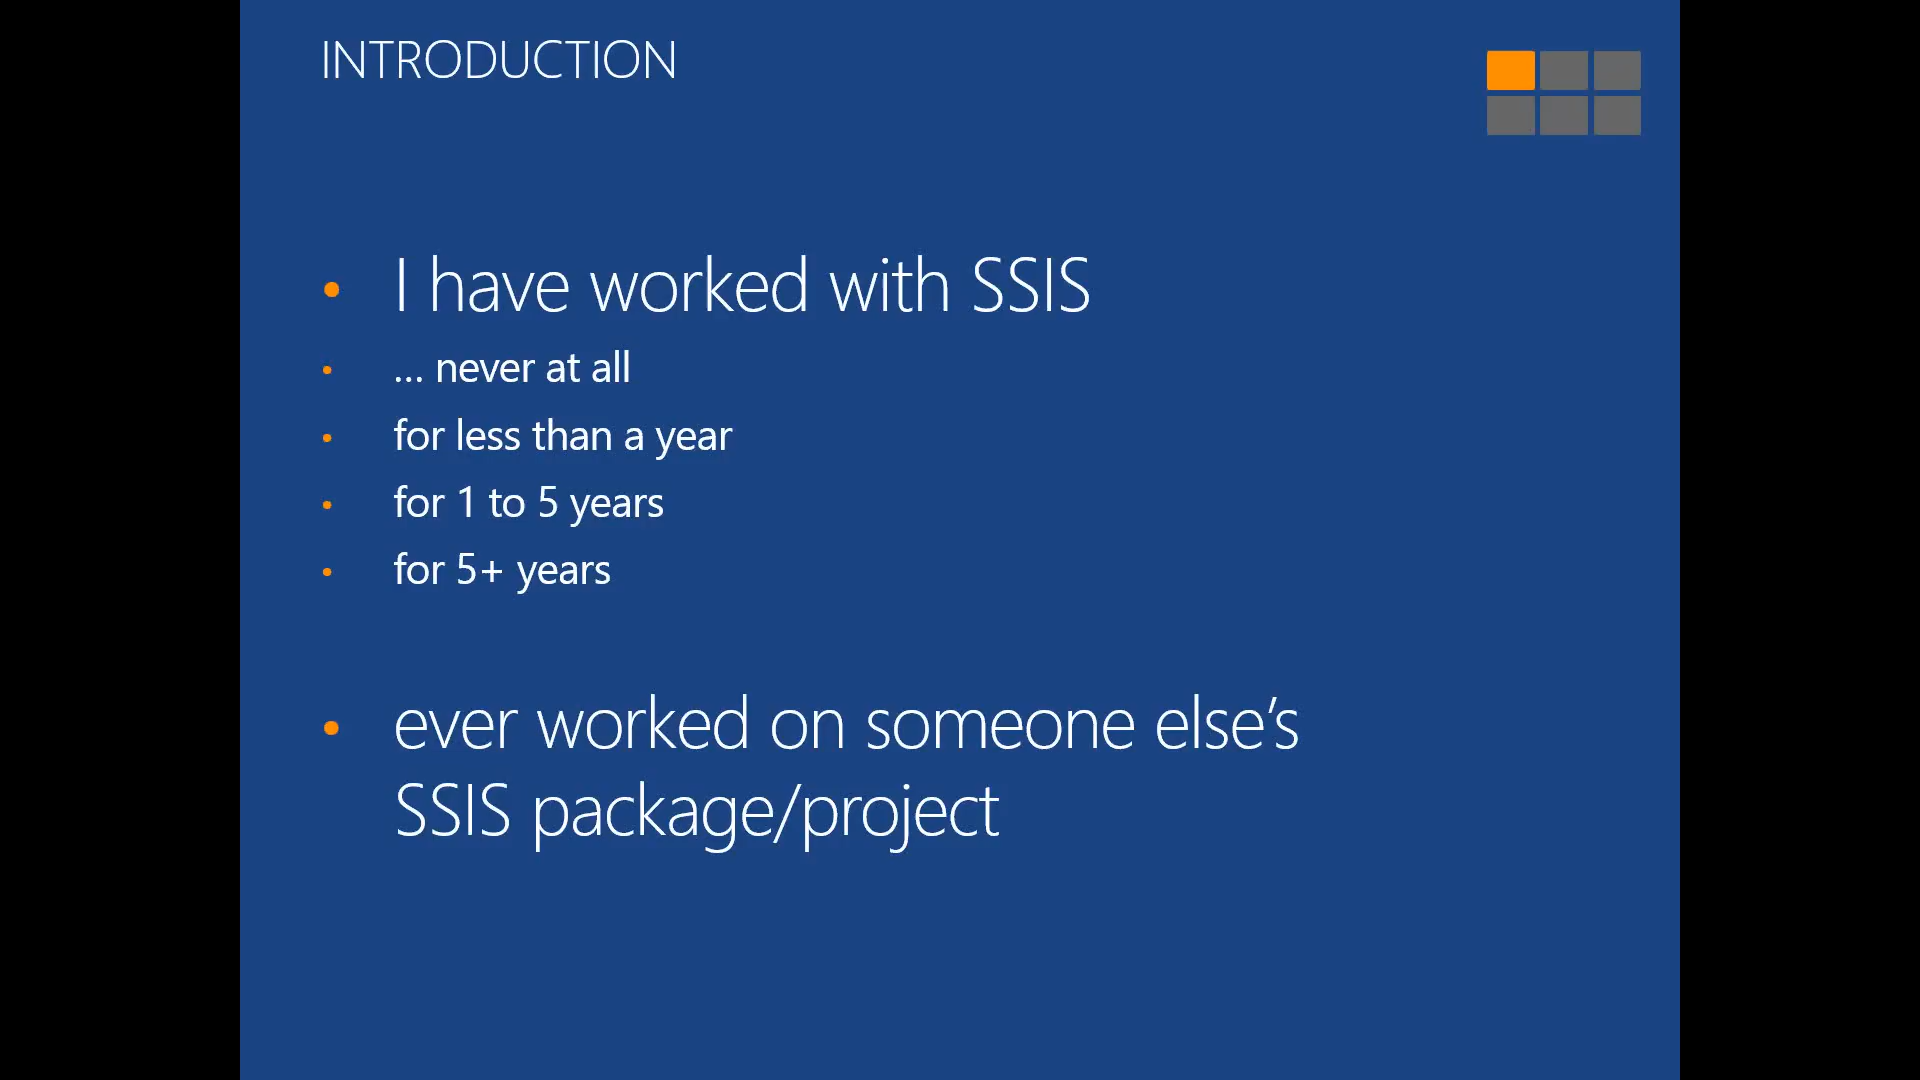 INTRODUCTION
• I have worked with SSIS
• … never at all
• for less than a year
• for 1 to 5 years
• for 5+ years
• ever worked on someone else’s
SSIS package/project